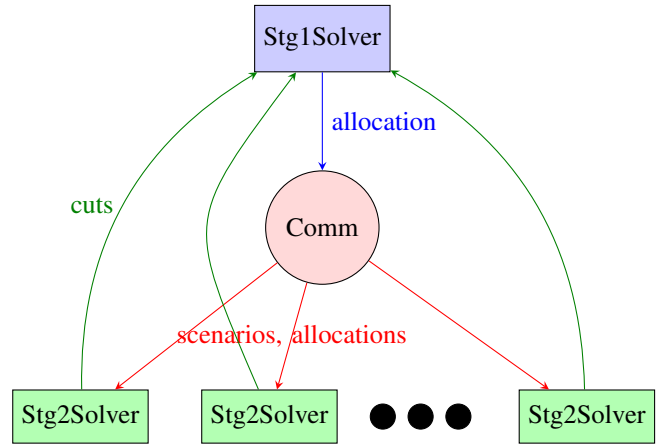 Stg1Solver
allocation
cuts
Comm
scenarios, allocations
Stg2Solver
Stg2Solver
Stg2Solver